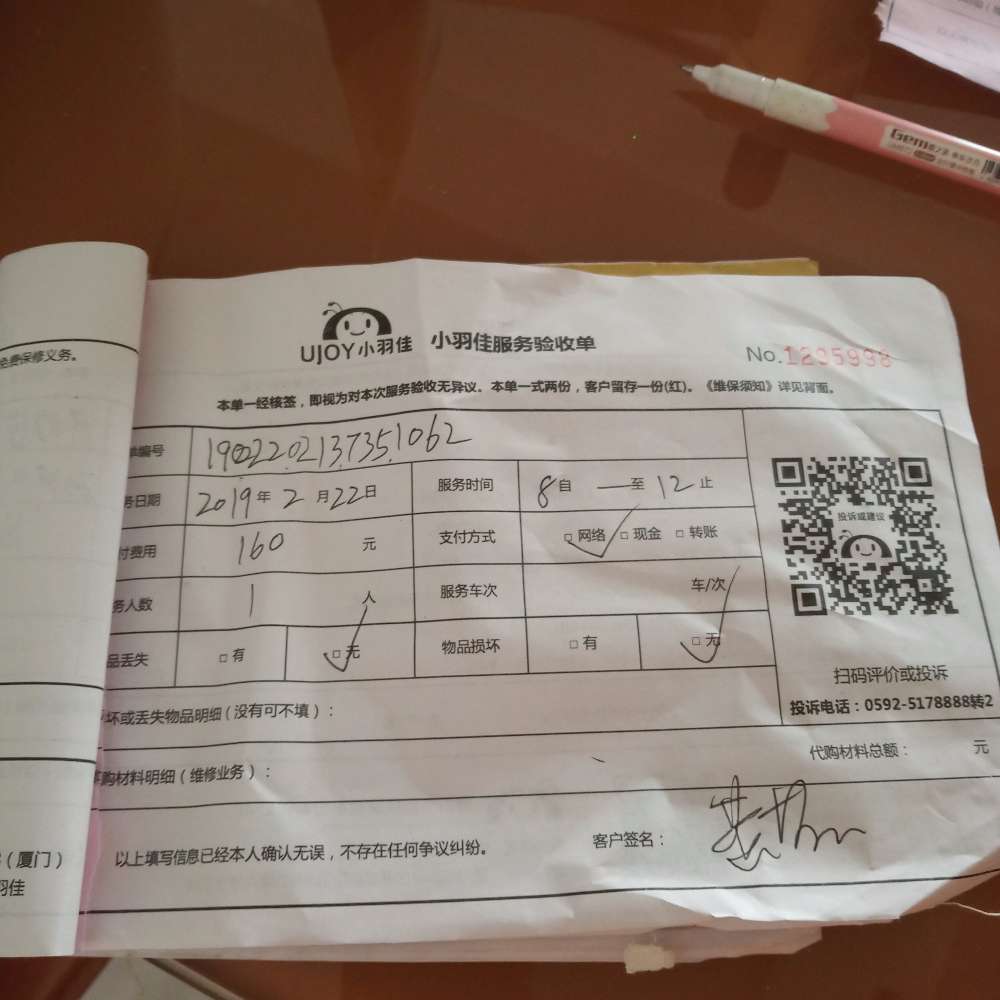 Gem
免费保修义务。
UJOY小羽佳 小羽佳服务验收单
No.1295998
本单一经核签，即视为对本次服务验收无异议。本单一式两份，客户留存一份(红)。《维保须知》详见背面。
单编号 1902202137351062
务日期 2019年2月22日 服务时间 8自 — 至 12止
付费用 160 元 支付方式 □ 网络 □ 现金 □ 转账
务人数 1 人 服务车次 车/次
品丢失 □ 有 □ 无 物品损坏 □ 有 □ 无
投诉或建议
扫码评价或投诉
投诉电话：0592-5178888转2
坏或丢失物品明细（没有可不填）：
购材料明细（维修业务）： 代购材料总额： 元
以上填写信息已经本人确认无误，不存在任何争议纠纷。 客户签名：
（厦门）
羽佳